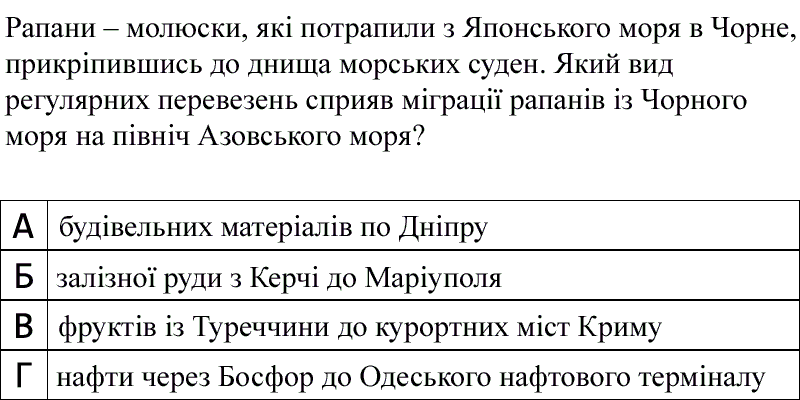 Рапани – молюски, які потрапили з Японського моря в Чорне,
прикріпившись до днища морських суден. Який вид
регулярних перевезень сприяв міграції рапанів із Чорного
моря на північ Азовського моря?
А будівельних матеріалів по Дніпру
Б залізної руди з Керчі до Маріуполя
В фруктів із Туреччини до курортних міст Криму
Г нафти через Босфор до Одеського нафтового терміналу